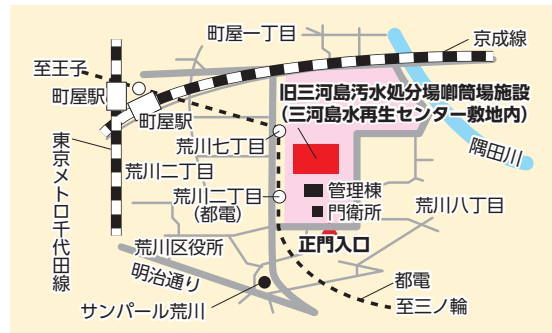 町屋一丁目
京成線
至王子
町屋駅
町屋駅
旧三河島汚水処分場喞筒場施設
(三河島水再生センター敷地内)
荒川七丁目
東京メトロ千代田線
荒川二丁目
隅田川
荒川二丁目
(都電)
管理棟
門衛所
荒川八丁目
荒川区役所
正門入口
明治通り
都電
サンパール荒川
至三ノ輪